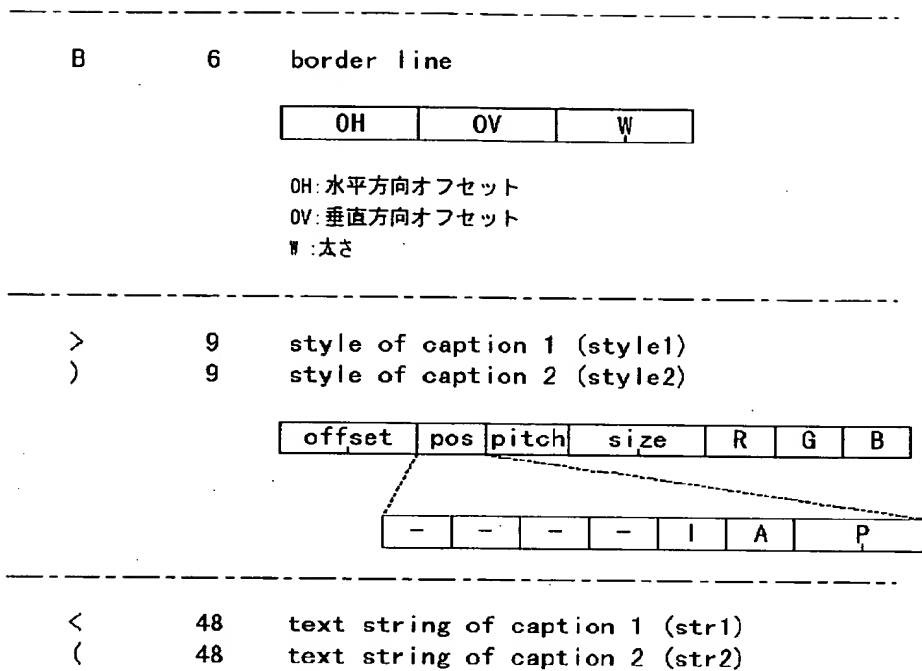 B 6 border line
OH OV W
OH:水平方向オフセット
OV:垂直方向オフセット
W :太さ
> 9 style of caption 1 (style1)
) 9 style of caption 2 (style2)
offset pos pitch size R G B
- - - - I A P
< 48 text string of caption 1 (str1)
( 48 text string of caption 2 (str2)